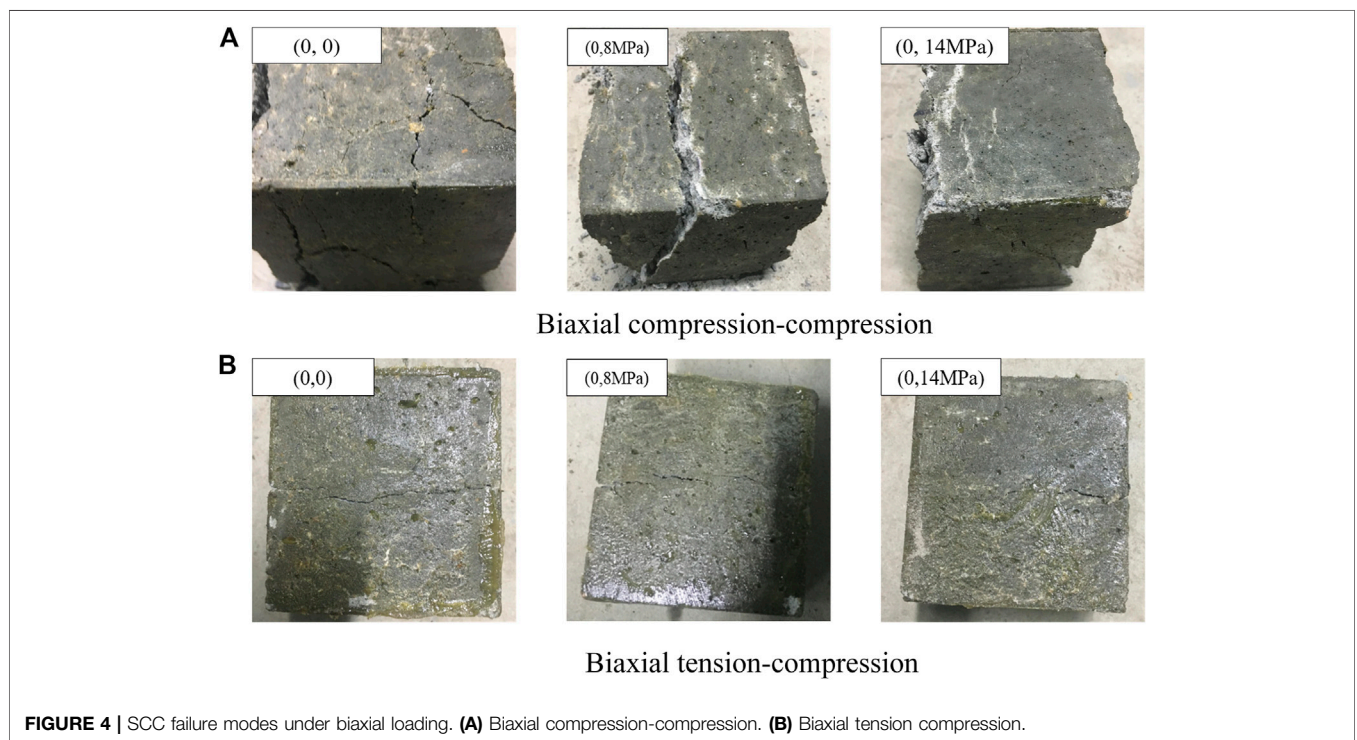 A
(0, 0)
(0,8MPa)
(0, 14MPa)
Biaxial compression-compression
B
(0,0)
(0,8MPa)
(0,14MPa)
Biaxial tension-compression
FIGURE 4 | SCC failure modes under biaxial loading. (A) Biaxial compression-compression. (B) Biaxial tension compression.